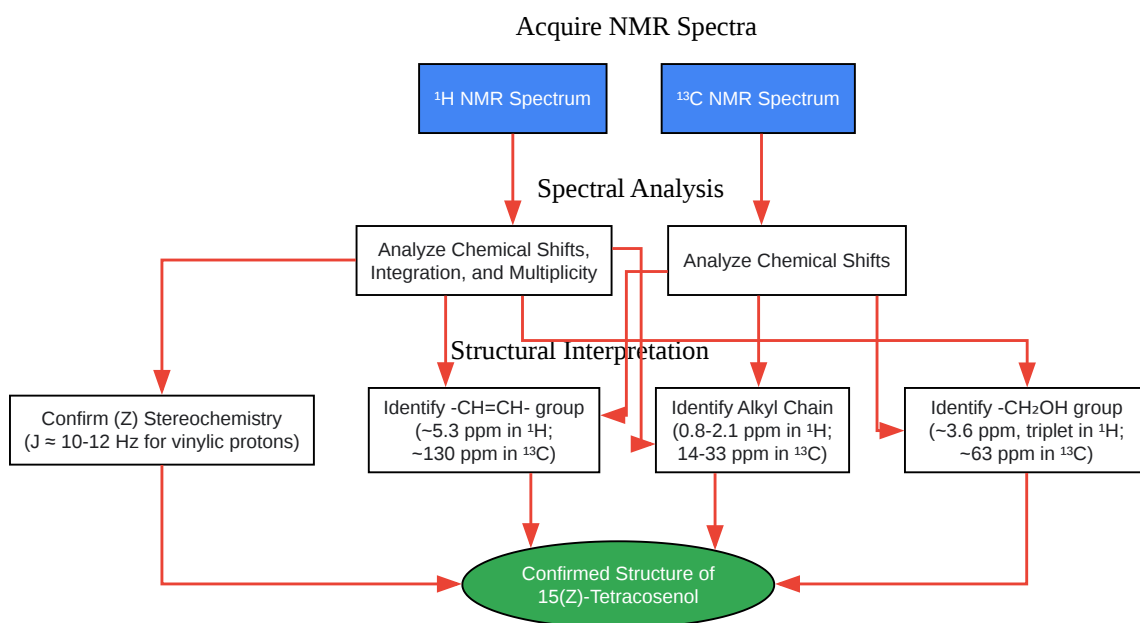 Acquire NMR Spectra
¹H NMR Spectrum
¹³C NMR Spectrum
Spectral Analysis
Analyze Chemical Shifts,
Integration, and Multiplicity
Analyze Chemical Shifts
Structural Interpretation
Confirm (Z) Stereochemistry
(J ≈ 10-12 Hz for vinylic protons)
Identify -CH=CH- group
(~5.3 ppm in ¹H;
~130 ppm in ¹³C)
Identify Alkyl Chain
(0.8-2.1 ppm in ¹H;
14-33 ppm in ¹³C)
Identify -CH₂OH group
(~3.6 ppm, triplet in ¹H;
~63 ppm in ¹³C)
Confirmed Structure of
15(Z)-Tetracosenol